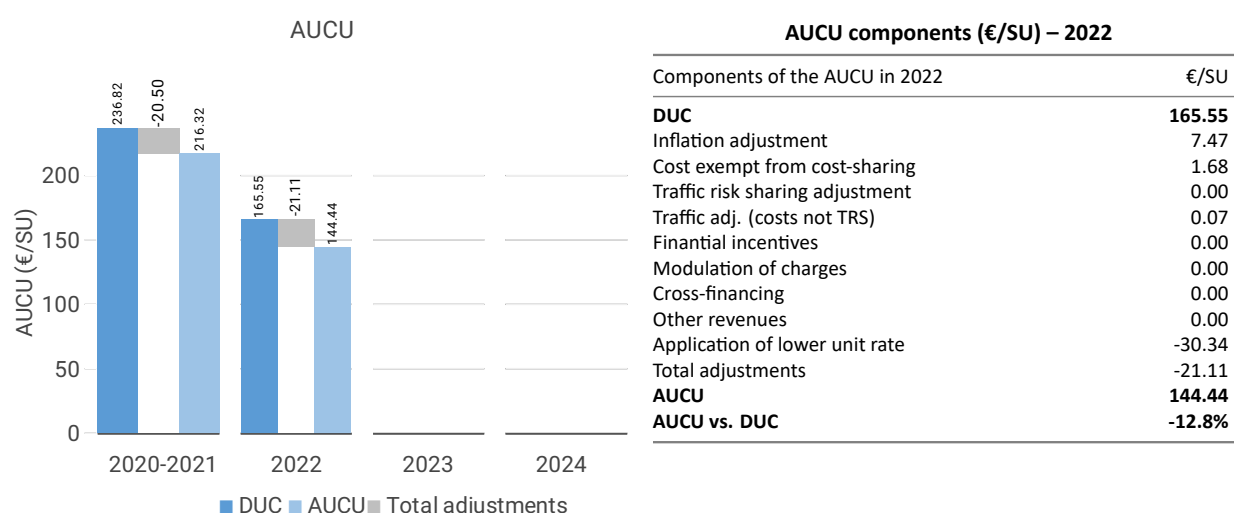 AUCU
AUCU (€/SU)
200
150
100
50
0
236.82
-20.50
216.32
165.55
-21.11
144.44
2020-2021
2022
2023
2024
DUC AUCU Total adjustments
AUCU components (€/SU) – 2022
Components of the AUCU in 2022 €/SU
DUC 165.55
Inflation adjustment 7.47
Cost exempt from cost-sharing 1.68
Traffic risk sharing adjustment 0.00
Traffic adj. (costs not TRS) 0.07
Finantial incentives 0.00
Modulation of charges 0.00
Cross-financing 0.00
Other revenues 0.00
Application of lower unit rate -30.34
Total adjustments -21.11
AUCU 144.44
AUCU vs. DUC -12.8%